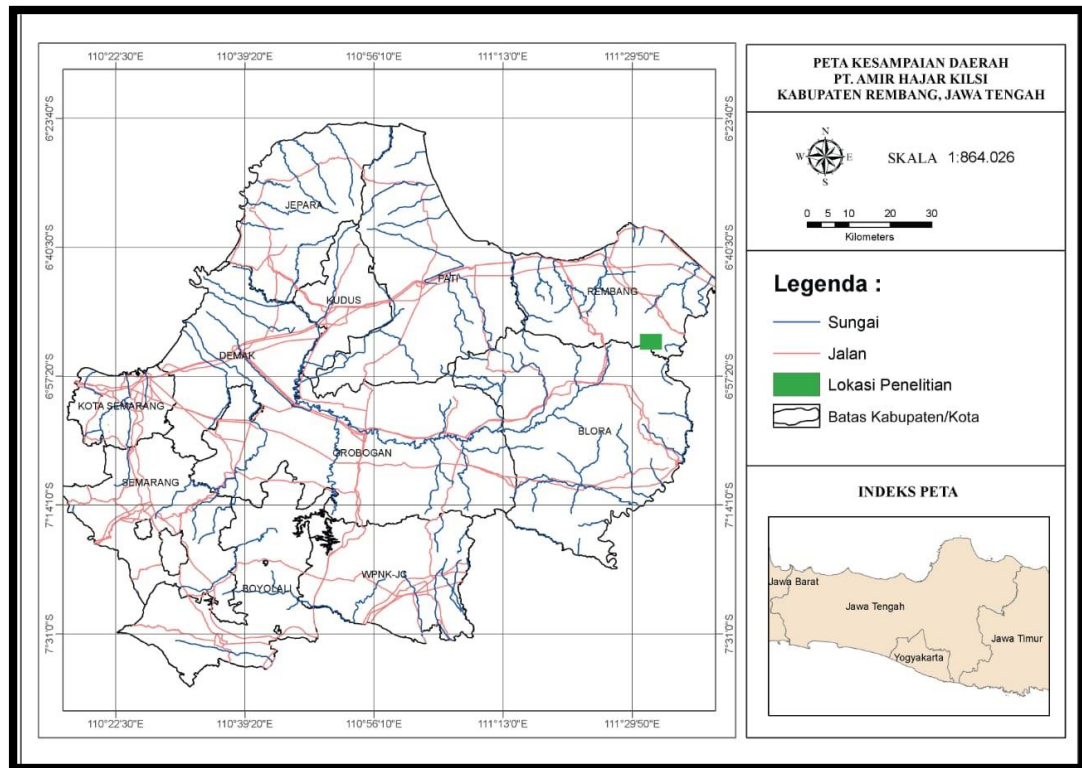 110°22'30"E 110°39'20"E 110°56'10"E 111°13'0"E 111°29'50"E
6°23'40"S 6°23'40"S
6°40'30"S 6°40'30"S
6°57'20"S 6°57'20"S
7°14'10"S 7°14'10"S
7°31'0"S 7°31'0"S
JEPARA
PATI
REMBANG
KUDUS
DEMAK
KOTA SEMARANG
BLORA
GROBOGAN
SEMARANG
WPNK-JC
BOYOLALI
110°22'30"E 110°39'20"E 110°56'10"E 111°13'0"E 111°29'50"E
PETA KESAMPAIAN DAERAH
PT. AMIR HAJAR KILSI
KABUPATEN REMBANG, JAWA TENGAH
N
W E
S
SKALA 1:864.026
0 5 10 20 30
Kilometers
Legenda :
Sungai
Jalan
Lokasi Penelitian
Batas Kabupaten/Kota
INDEKS PETA
Jawa Barat
Jawa Tengah
Jawa Timur
Yogyakarta